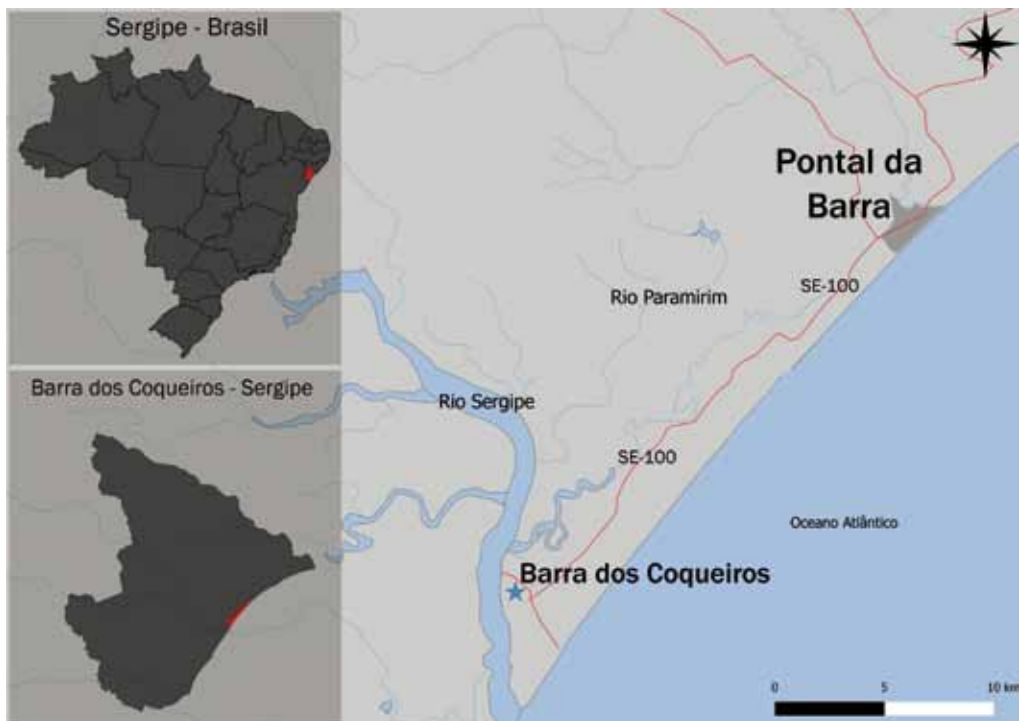 Sergipe - Brasil
Barra dos Coqueiros - Sergipe
Pontal da
Barra
Rio Paramirim
SE-100
Rio Sergipe
SE-100
Oceano Atlântico
Barra dos Coqueiros
0 5 10 km